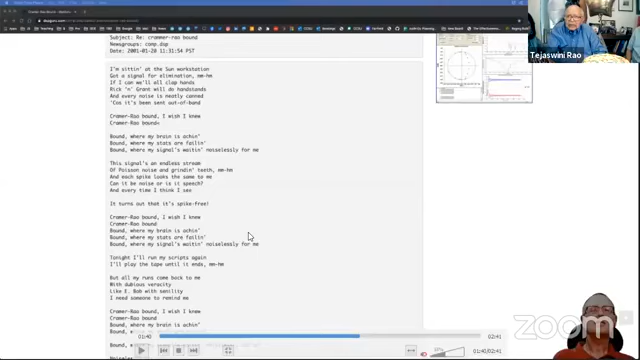 Subject: Re: cramer-rao bound
Newsgroups: comp.dsp
Date: 2001-01-20 11:31:54 PST
I'm sittin' at the Sun workstation
Got a signal for elimination, mm-hm
If I can we'll all clap hands
Rick 'n' Grant will do handstands
And every noise is neatly canned
'Cos it's been sent out-of-band
Cramer-Rao bound, I wish I knew
Cramer-Rao bound
Bound, where my brain is achin'
Bound, where my stats are failin'
Bound, where my signal's waitin' noiselessly for me
This signal's an endless stream
Of Poisson noise and grindin' teeth, mm-hm
And each spike looks the same to me
Can it be noise or is it speech?
And every time I think I see
It turns out that it's spike-free!
Cramer-Rao bound, I wish I knew
Cramer-Rao bound
Bound, where my brain is achin'
Bound, where my stats are failin'
Bound, where my signal's waitin' noiselessly for me
Tonight I'll run my scripts again
I'll play the tape until it ends, mm-hm
But all my runs come back to me
With dubious veracity
Like E. Bob with senility
I need someone to remind me
Cramer-Rao bound, I wish I knew
Cramer-Rao bound
Bound, where my brain is achin'
Bound,
01:40
02:41
01:40/02:41
Tejaswini Rao
zoom